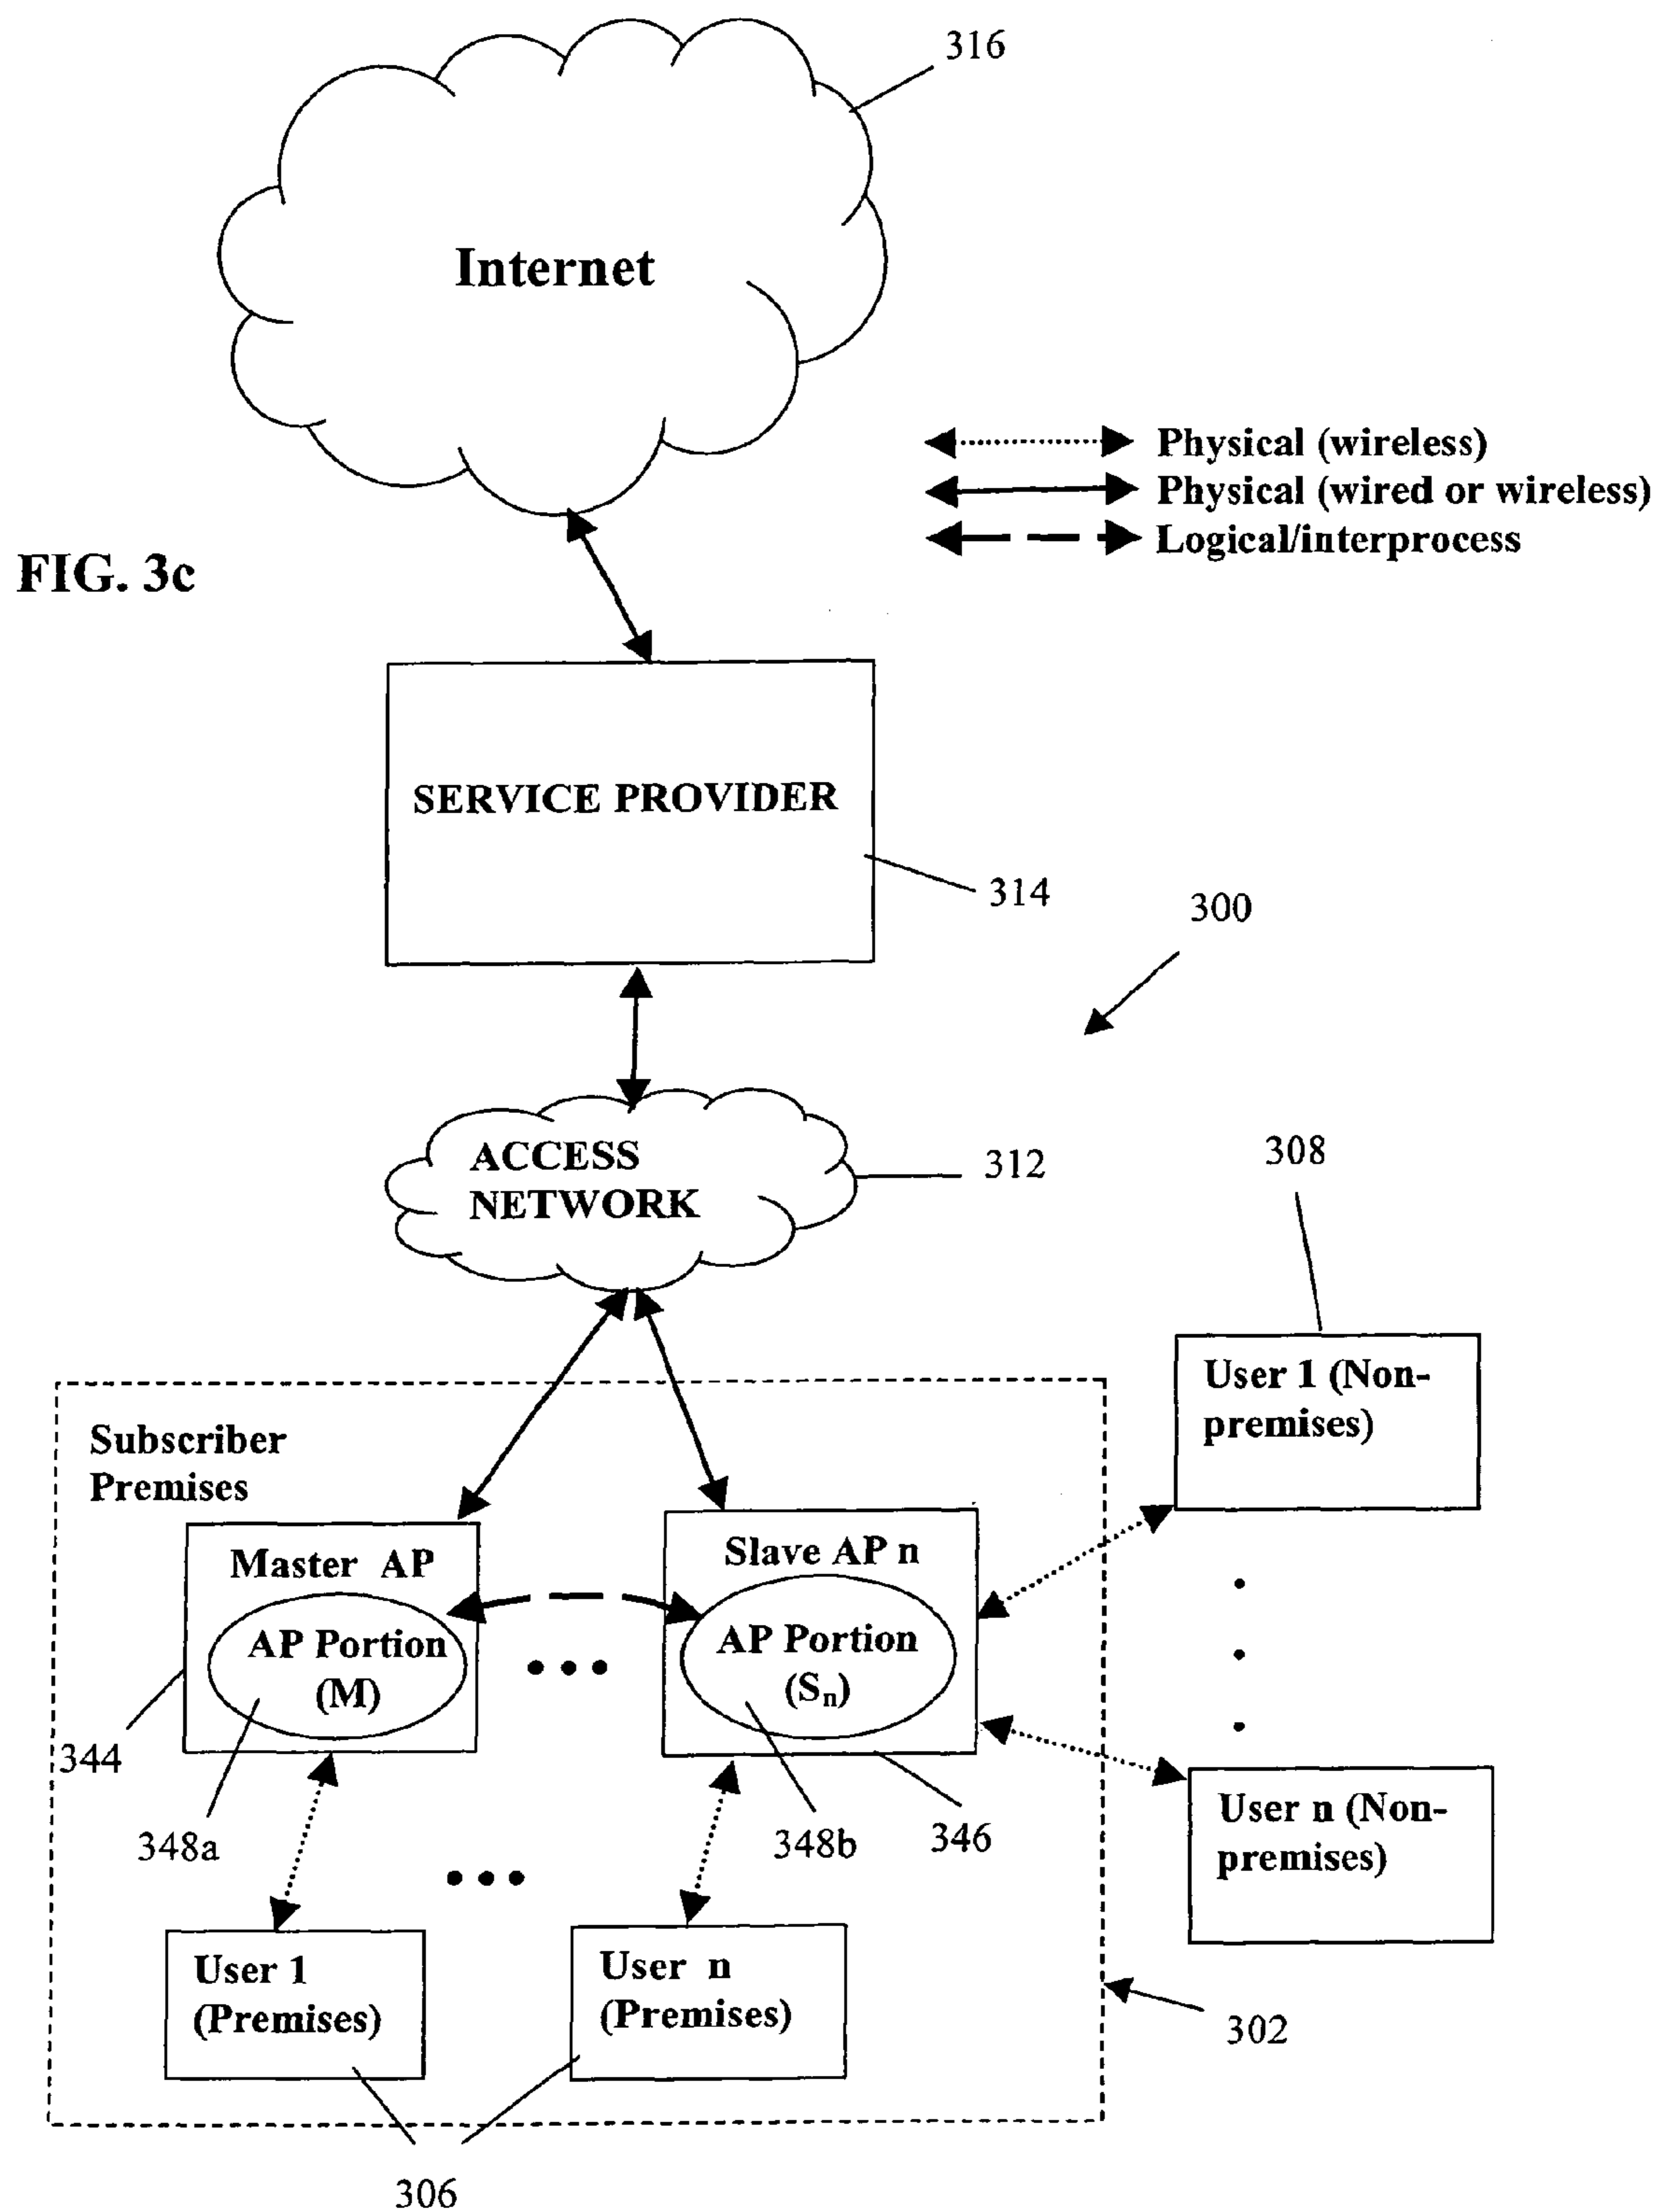 316
Internet
Physical (wireless)
Physical (wired or wireless)
Logical/interprocess
FIG. 3c
SERVICE PROVIDER
314
300
ACCESS
NETWORK
312
308
User 1 (Non-
premises)
Subscriber
Premises
Master AP
AP Portion
(M)
Slave AP n
AP Portion
(Sn)
344
348a
348b
346
User n (Non-
premises)
User 1
(Premises)
User n
(Premises)
302
306